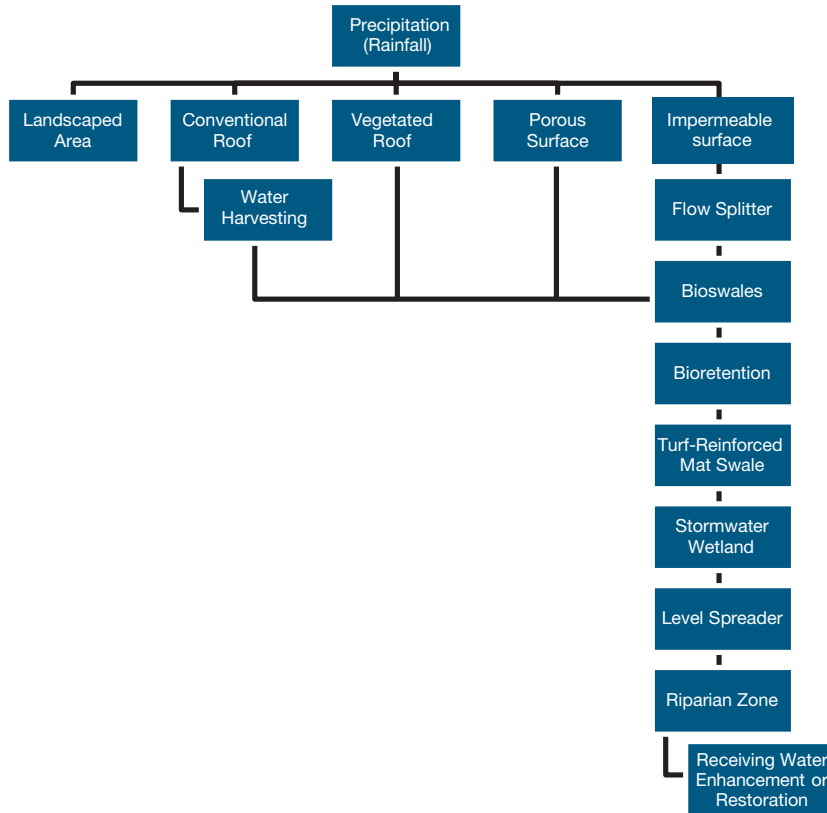 Precipitation
(Rainfall)
Landscaped
Area
Conventional
Roof
Vegetated
Roof
Porous
Surface
Impermeable
surface
Water
Harvesting
Flow Splitter
Bioswales
Bioretention
Turf-Reinforced
Mat Swale
Stormwater
Wetland
Level Spreader
Riparian Zone
Receiving Water
Enhancement or
Restoration